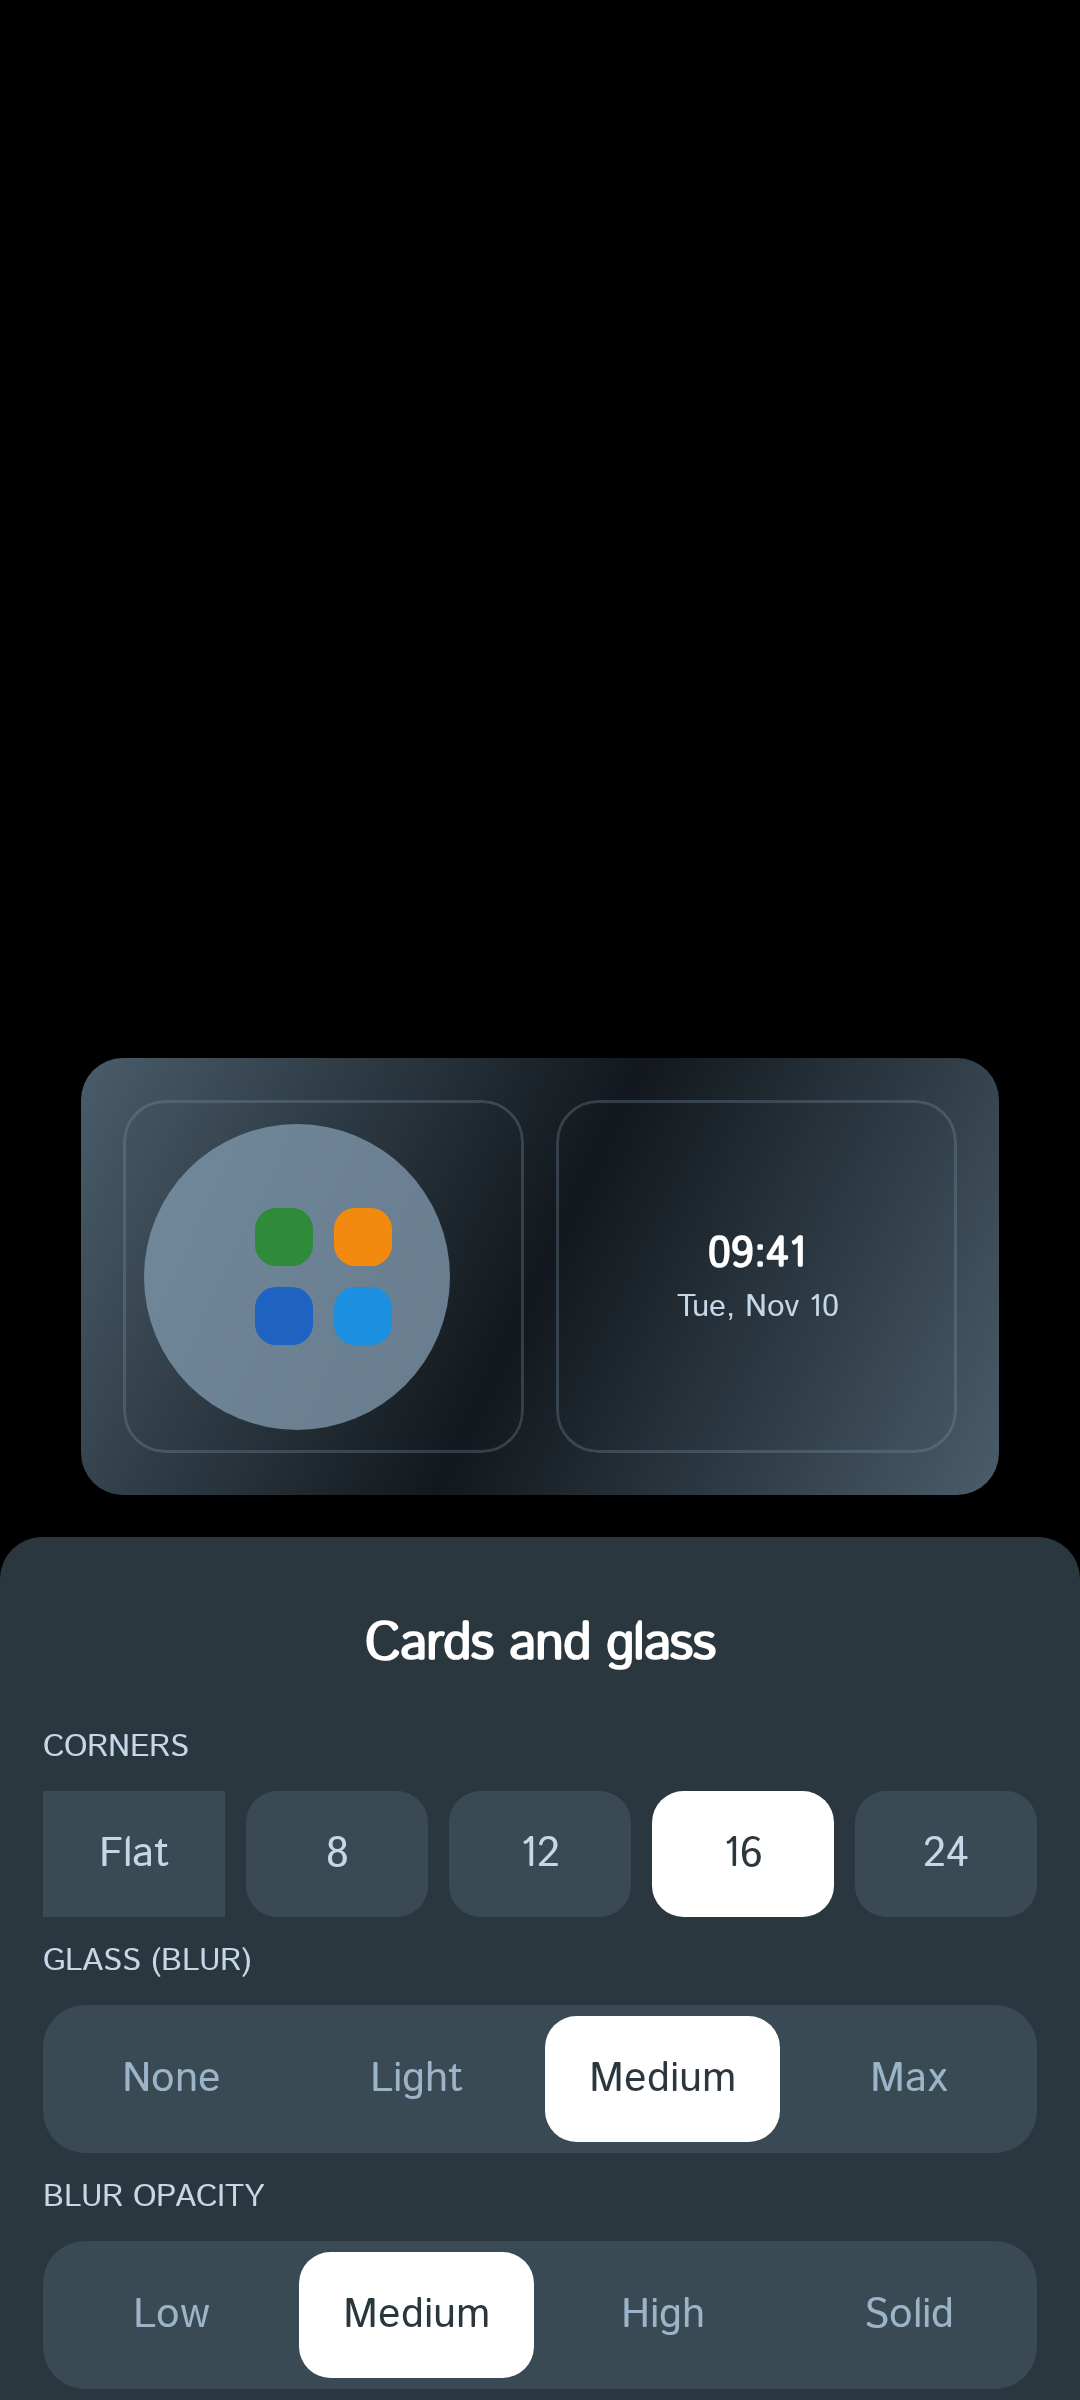 09:41
Tue, Nov 10
Cards and glass
CORNERS
Flat 8 12 16 24
GLASS (BLUR)
None Light Medium Max
BLUR OPACITY
Low Medium High Solid